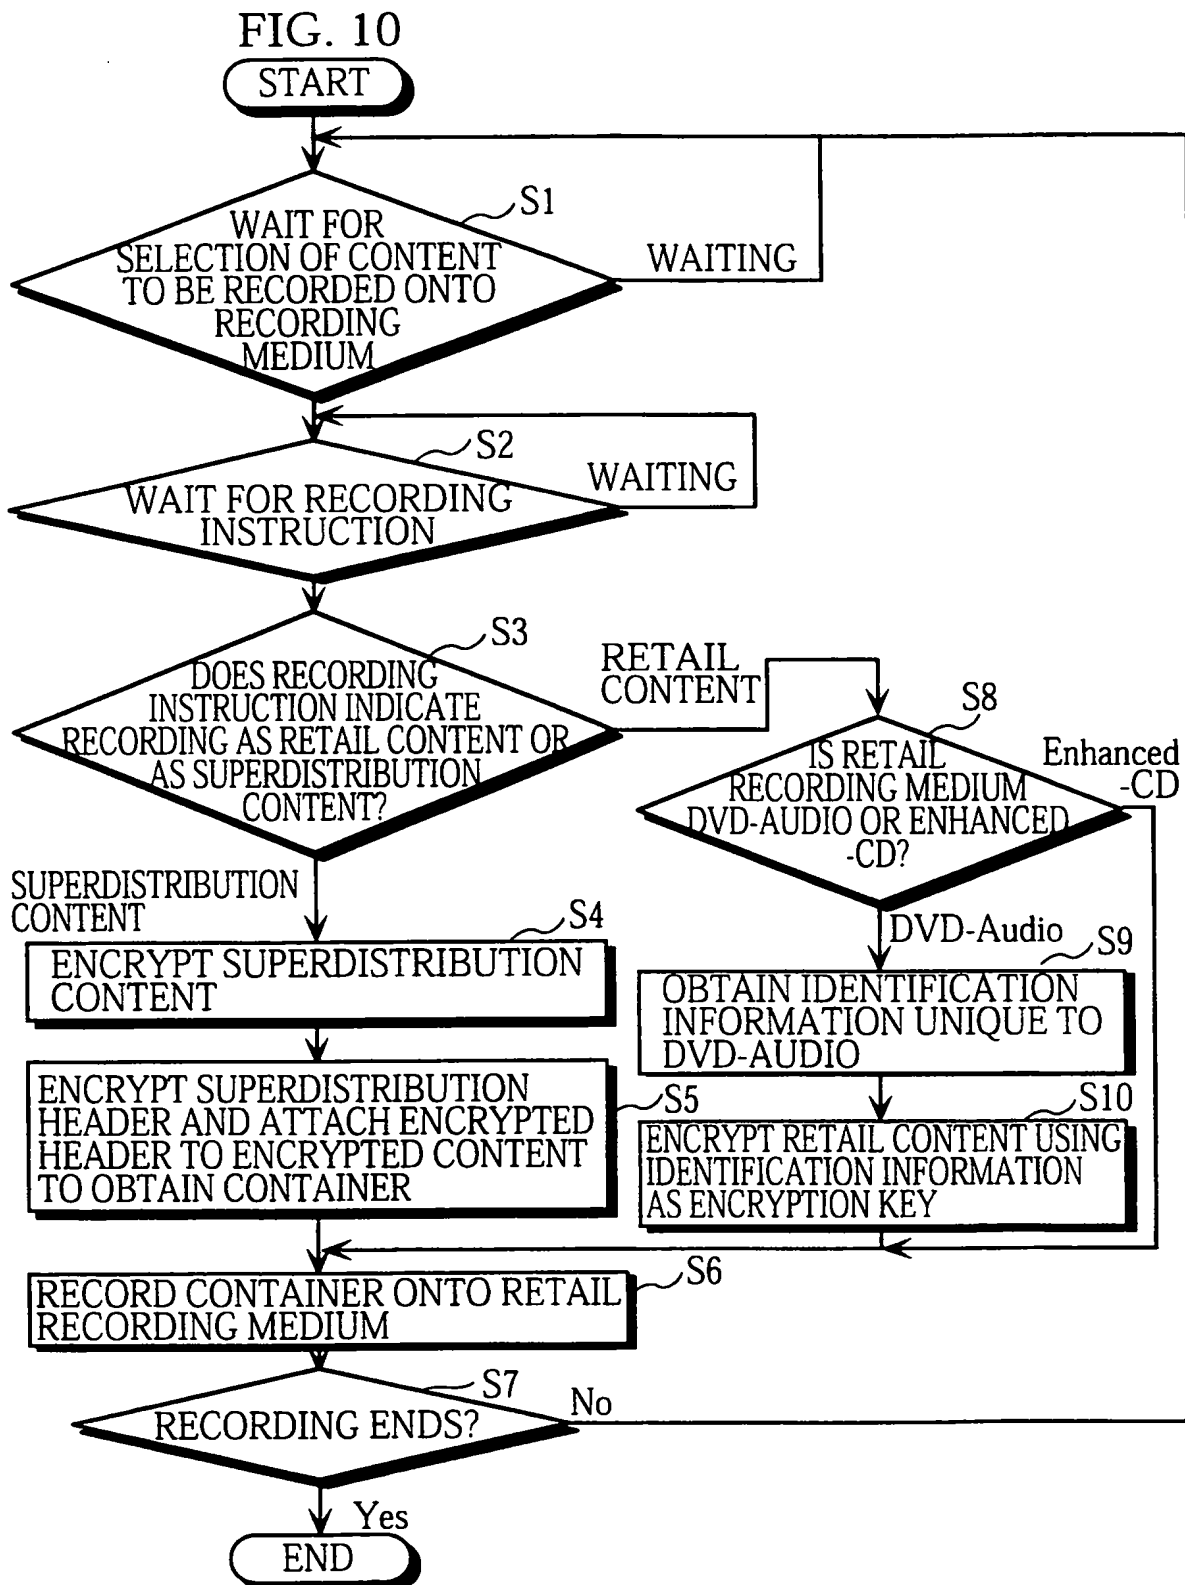 FIG. 10
START
S1
WAIT FOR
SELECTION OF CONTENT
TO BE RECORDED ONTO
RECORDING
MEDIUM
WAITING
S2
WAIT FOR RECORDING
INSTRUCTION
WAITING
S3
DOES RECORDING
INSTRUCTION INDICATE
RECORDING AS RETAIL CONTENT OR
AS SUPERDISTRIBUTION
CONTENT?
RETAIL
CONTENT
S8
IS RETAIL
RECORDING MEDIUM
DVD-AUDIO OR ENHANCED
-CD?
Enhanced
-CD
SUPERDISTRIBUTION
CONTENT
S4
ENCRYPT SUPERDISTRIBUTION
CONTENT
DVD-Audio
S9
OBTAIN IDENTIFICATION
INFORMATION UNIQUE TO
DVD-AUDIO
ENCRYPT SUPERDISTRIBUTION
HEADER AND ATTACH ENCRYPTED
HEADER TO ENCRYPTED CONTENT
TO OBTAIN CONTAINER
S5
S10
ENCRYPT RETAIL CONTENT USING
IDENTIFICATION INFORMATION
AS ENCRYPTION KEY
S6
RECORD CONTAINER ONTO RETAIL
RECORDING MEDIUM
S7
RECORDING ENDS?
No
Yes
END